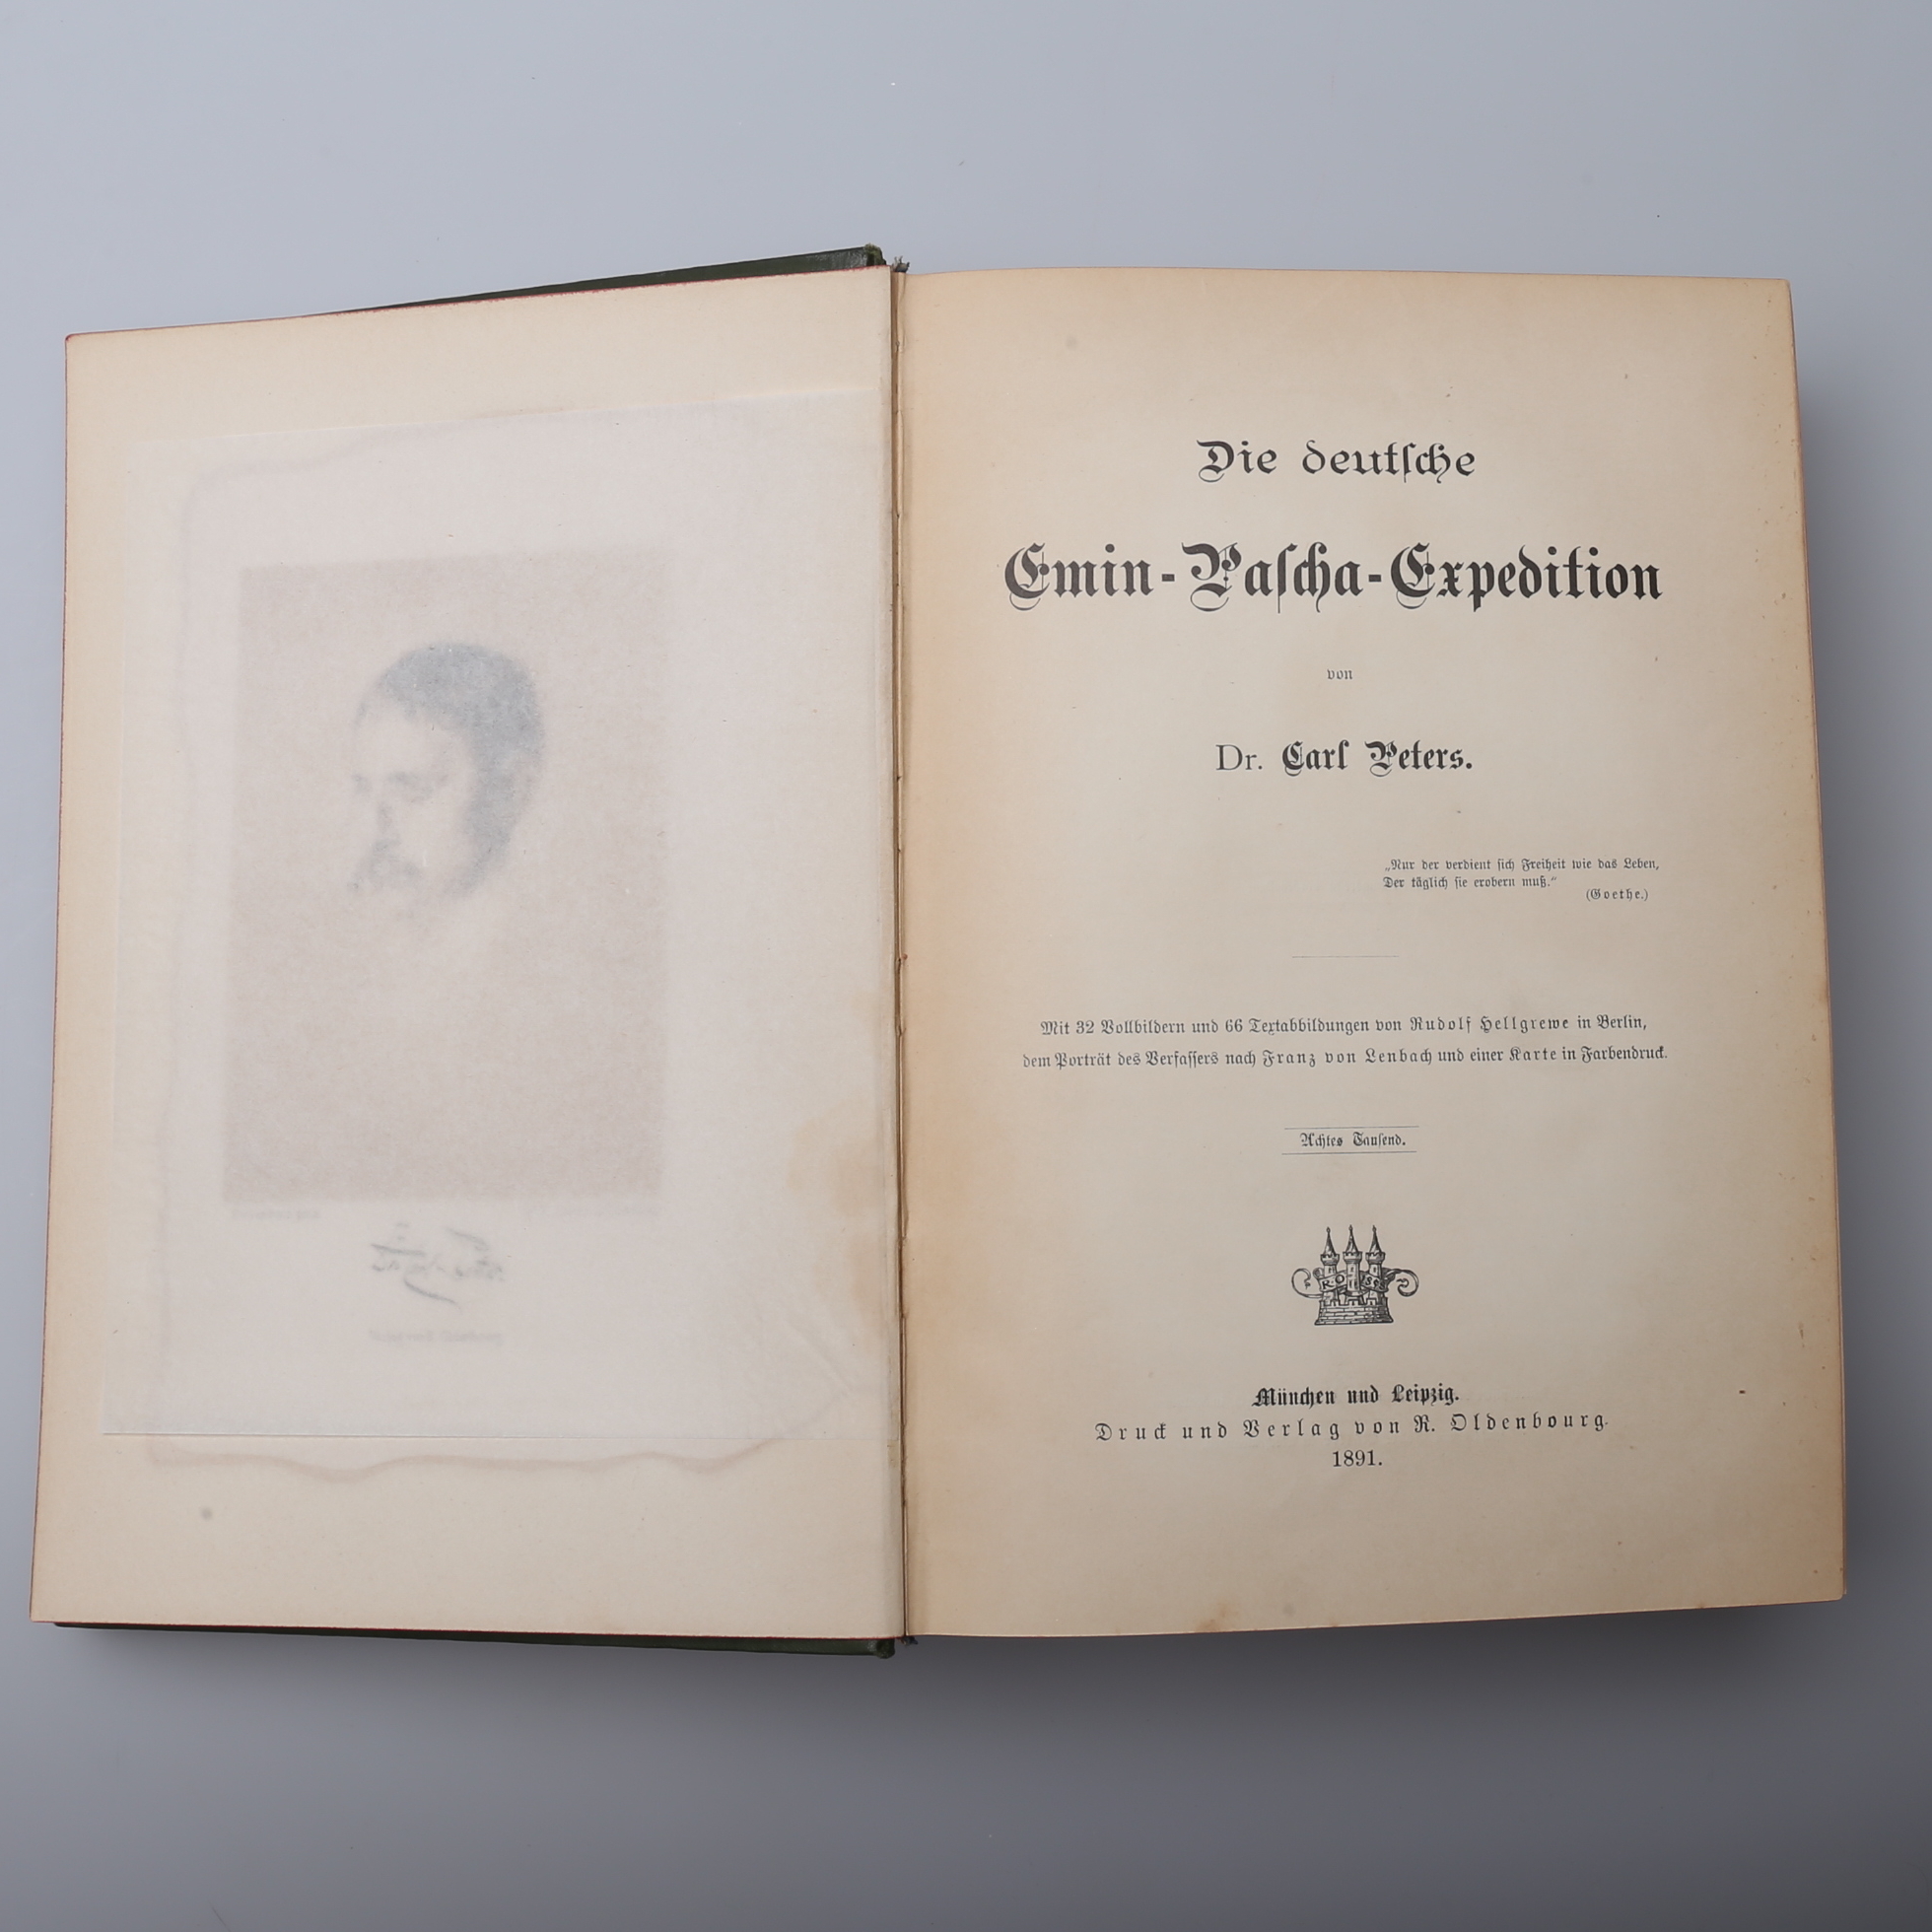 Die deutſche
Emin-Paſcha-Expedition
von
Dr. Carl Peters.
„Nur der verdient ſich Freiheit wie das Leben,
Der täglich ſie erobern muß.“
(Goethe.)
Mit 32 Vollbildern und 66 Textabbildungen von Rudolf Hellgrewe in Berlin,
dem Porträt des Verfaſſers nach Franz von Lenbach und einer Karte in Farbendruck.
Achtes Tauſend.
München und Leipzig.
Druck und Verlag von R. Oldenbourg.
1891.